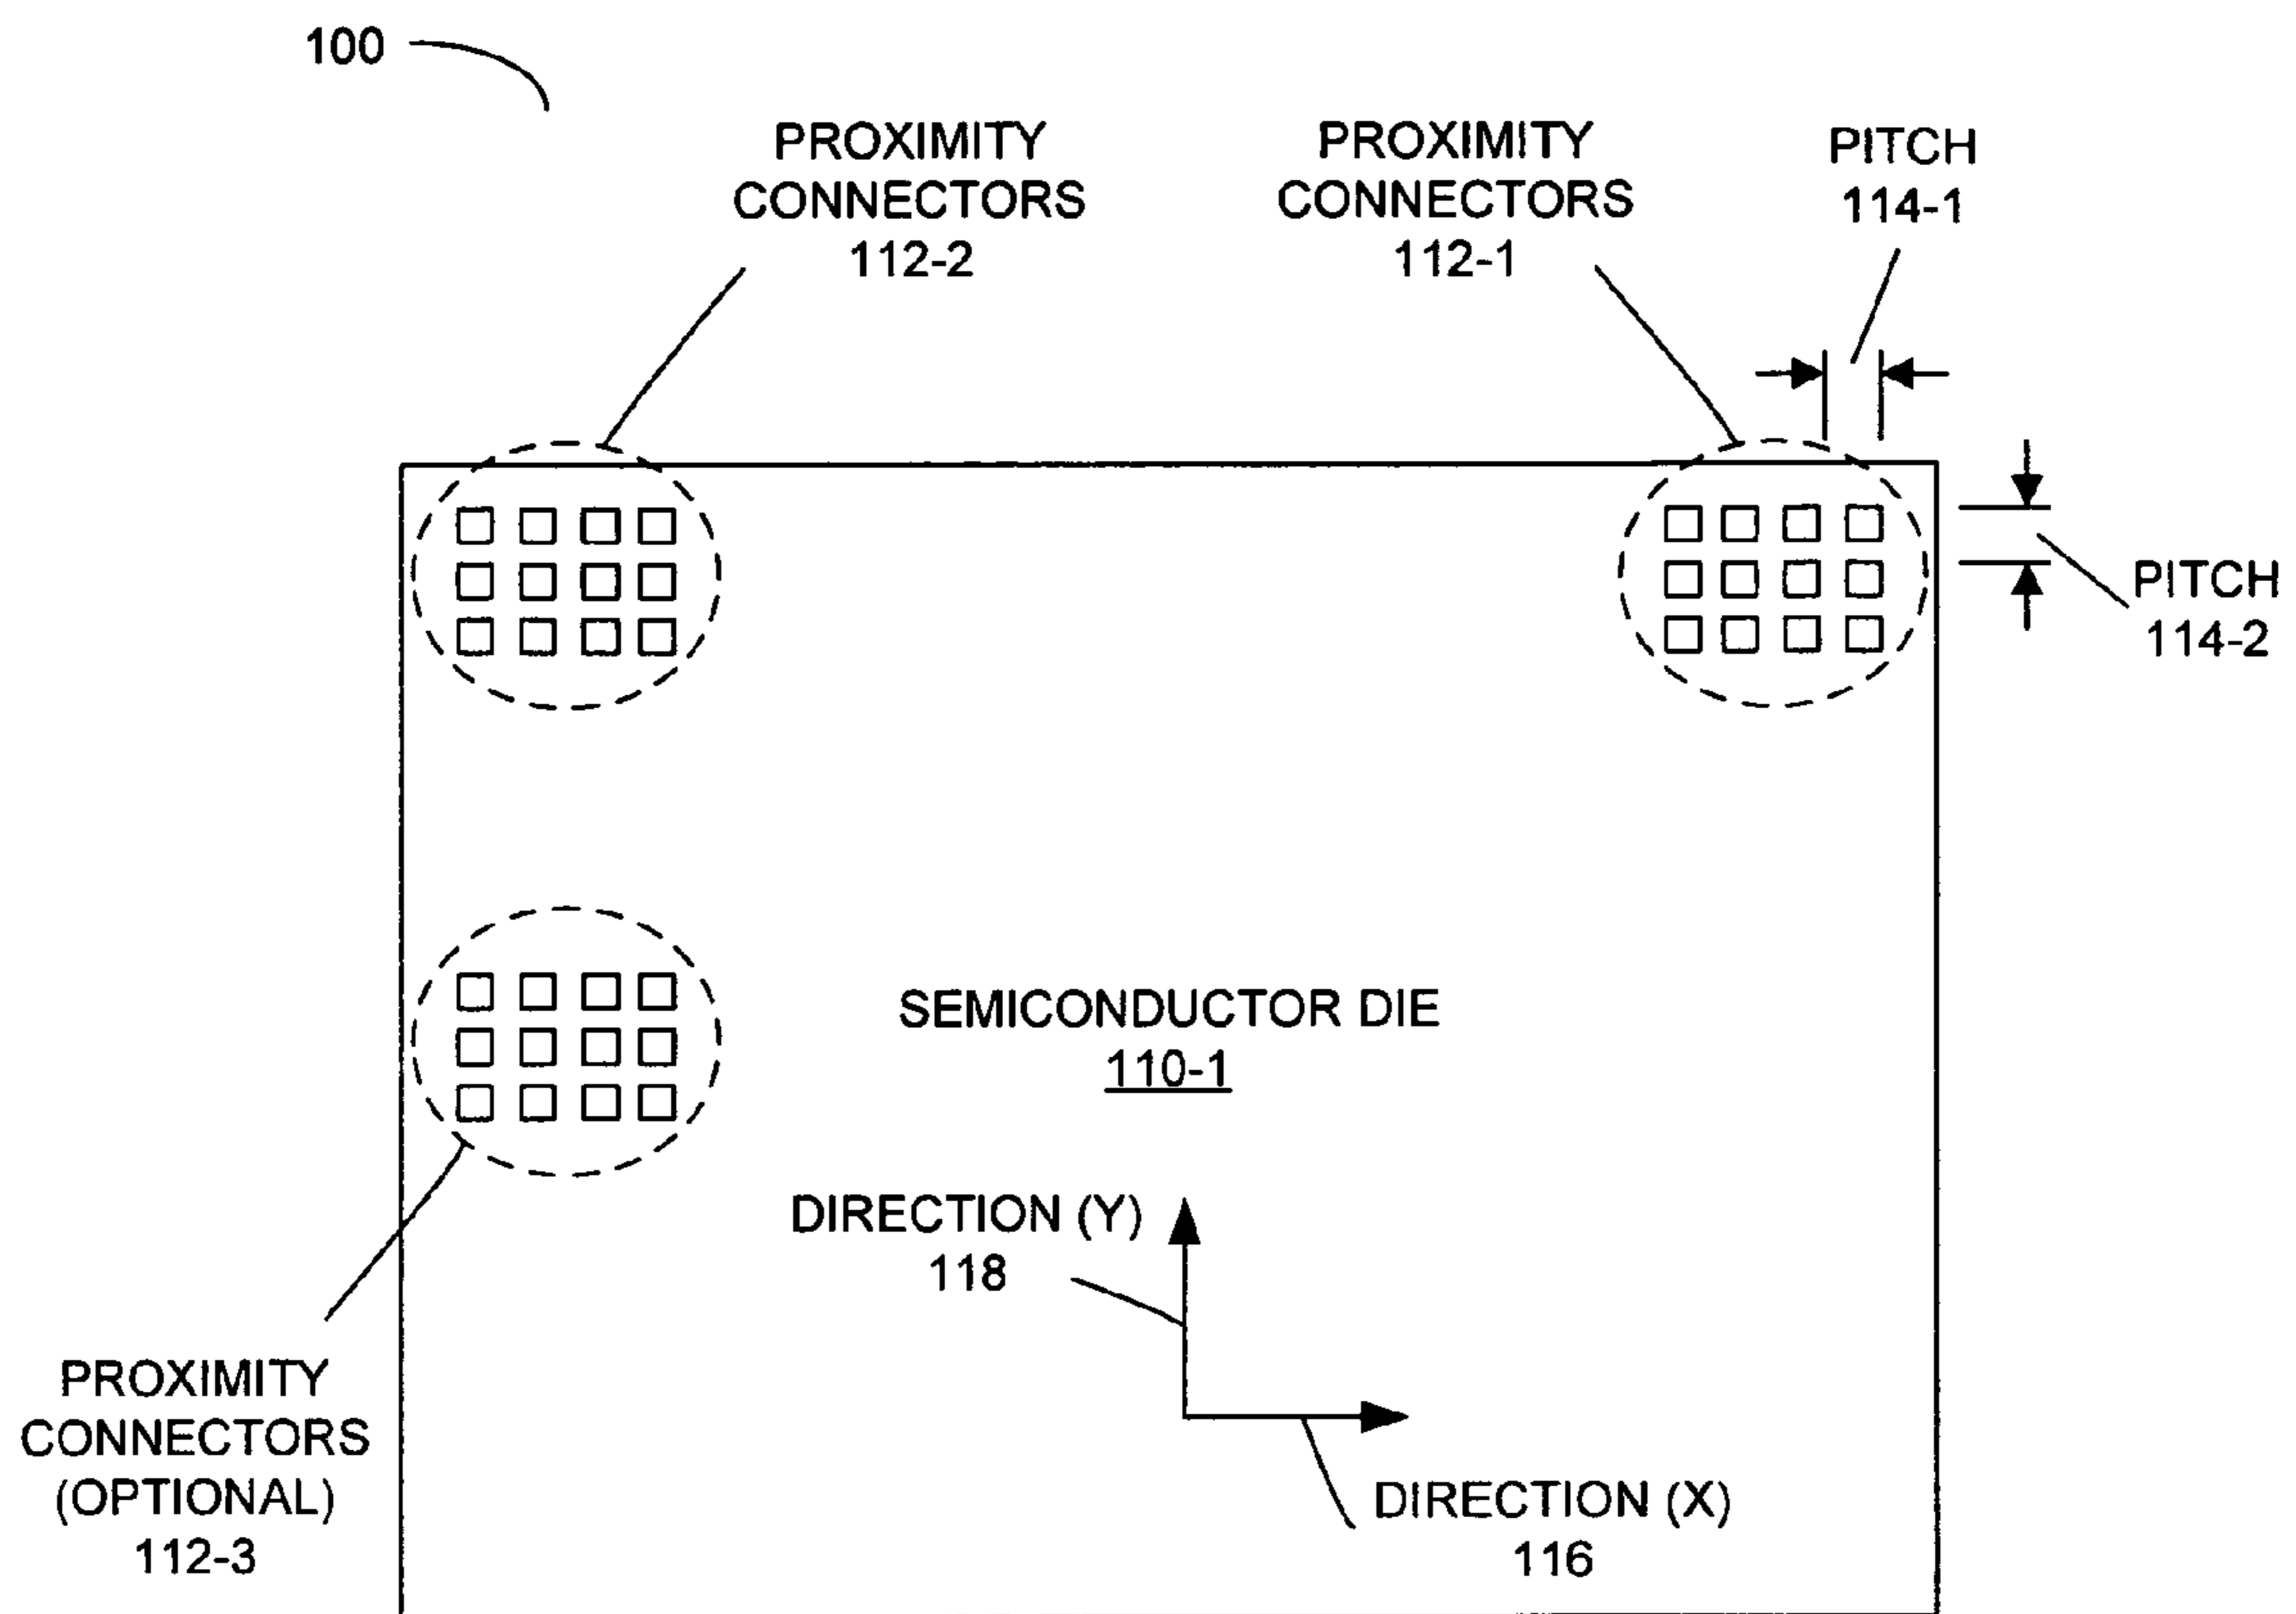 100
PROXIMITY
CONNECTORS
112-2
PROXIMITY
CONNECTORS
112-1
PITCH
114-1
PITCH
114-2
SEMICONDUCTOR DIE
110-1
DIRECTION (Y)
118
PROXIMITY
CONNECTORS
(OPTIONAL)
112-3
DIRECTION (X)
116